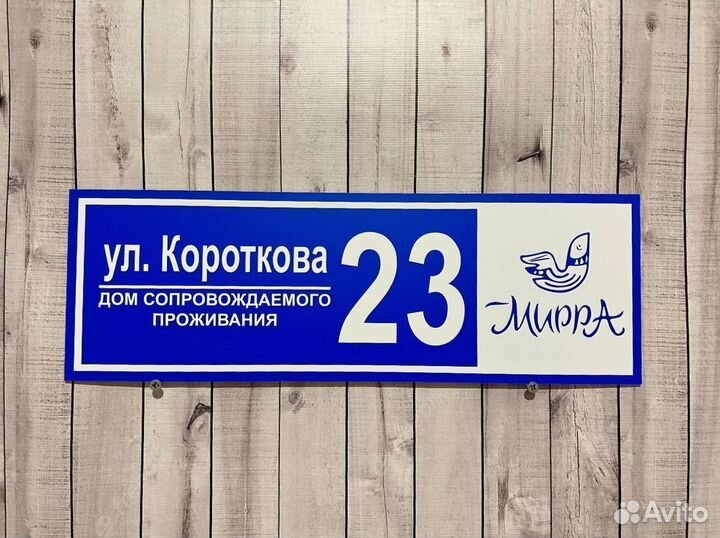 ул. Короткова
ДОМ СОПРОВОЖДАЕМОГО
ПРОЖИВАНИЯ
23
МИРРА
Avito